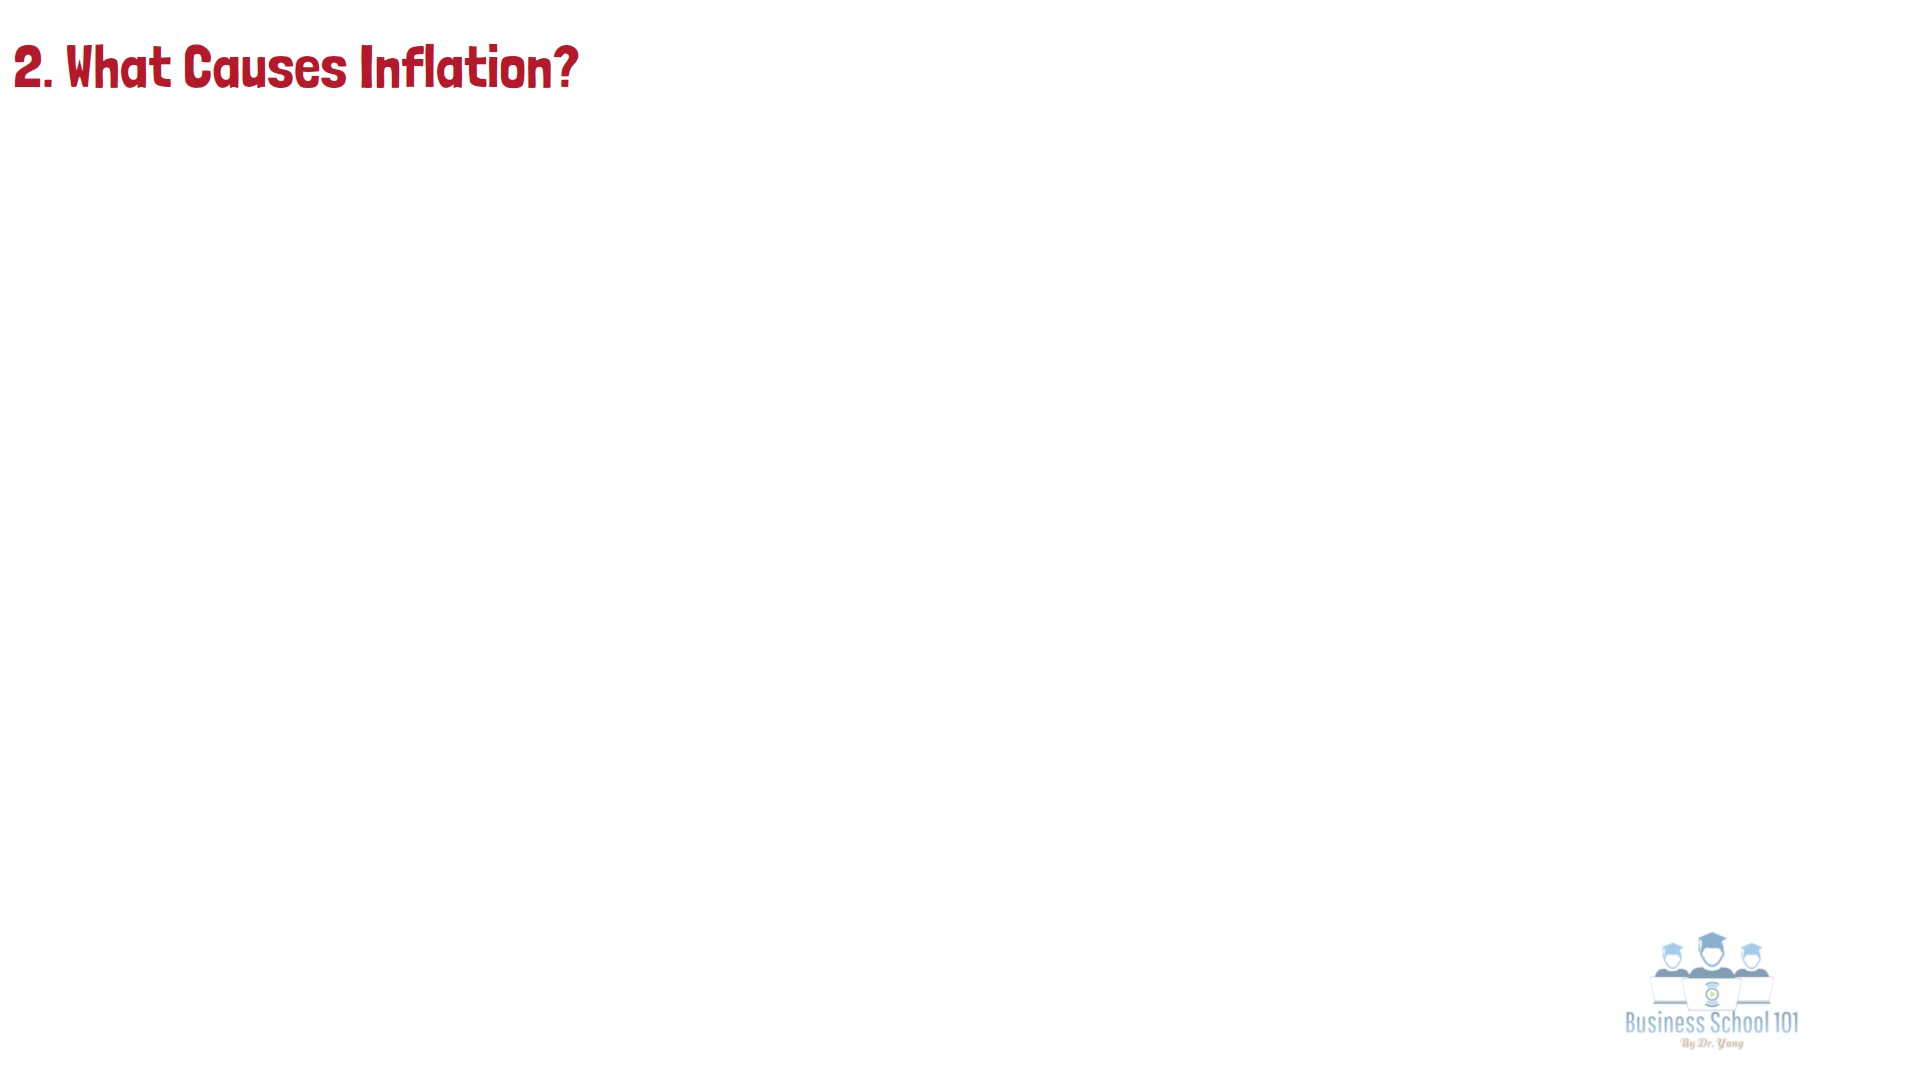 2. What Causes Inflation?
Business School 101
By Dr. Yang